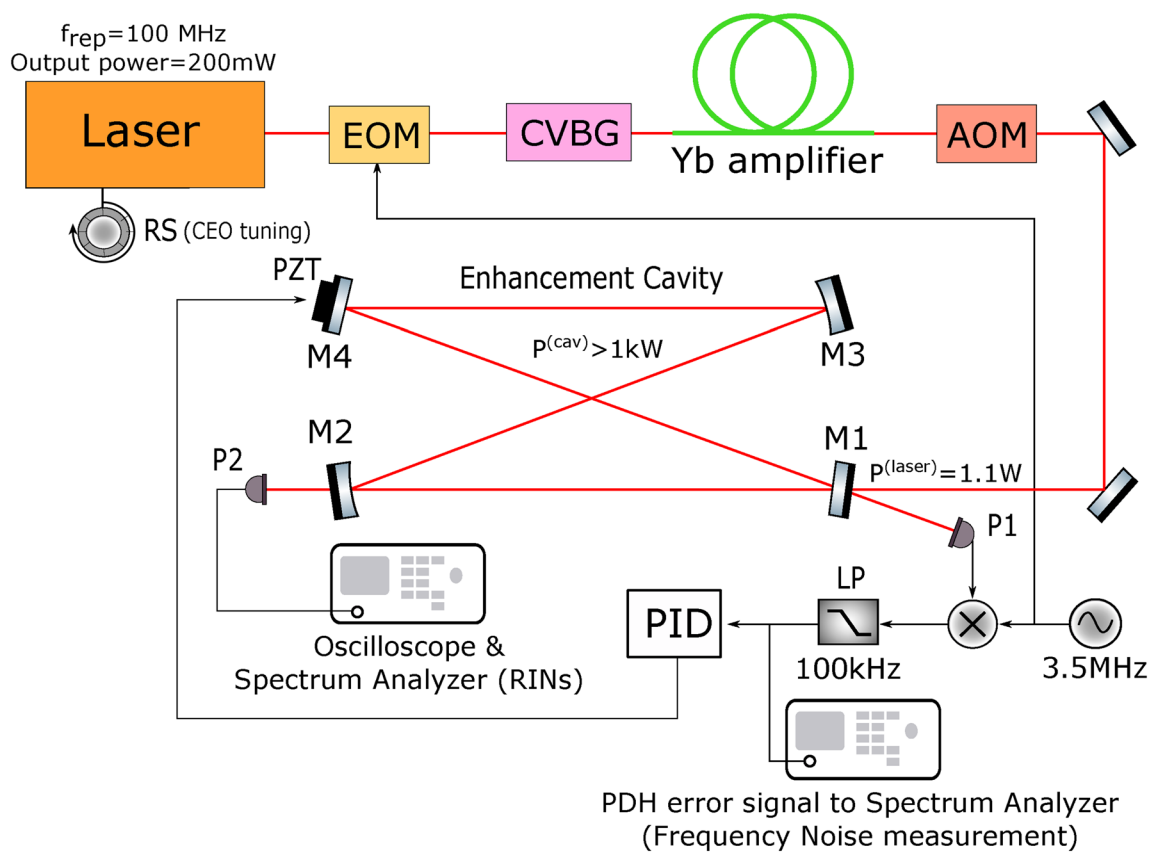 frep=100 MHz
Output power=200mW
Laser
EOM
CVBG
Yb amplifier
AOM
RS (CEO tuning)
PZT
Enhancement Cavity
M4
P(cav)>1kW
M3
M2
M1
P2
P(laser)=1.1W
P1
LP
PID
100kHz
3.5MHz
Oscilloscope &
Spectrum Analyzer (RINs)
PDH error signal to Spectrum Analyzer
(Frequency Noise measurement)